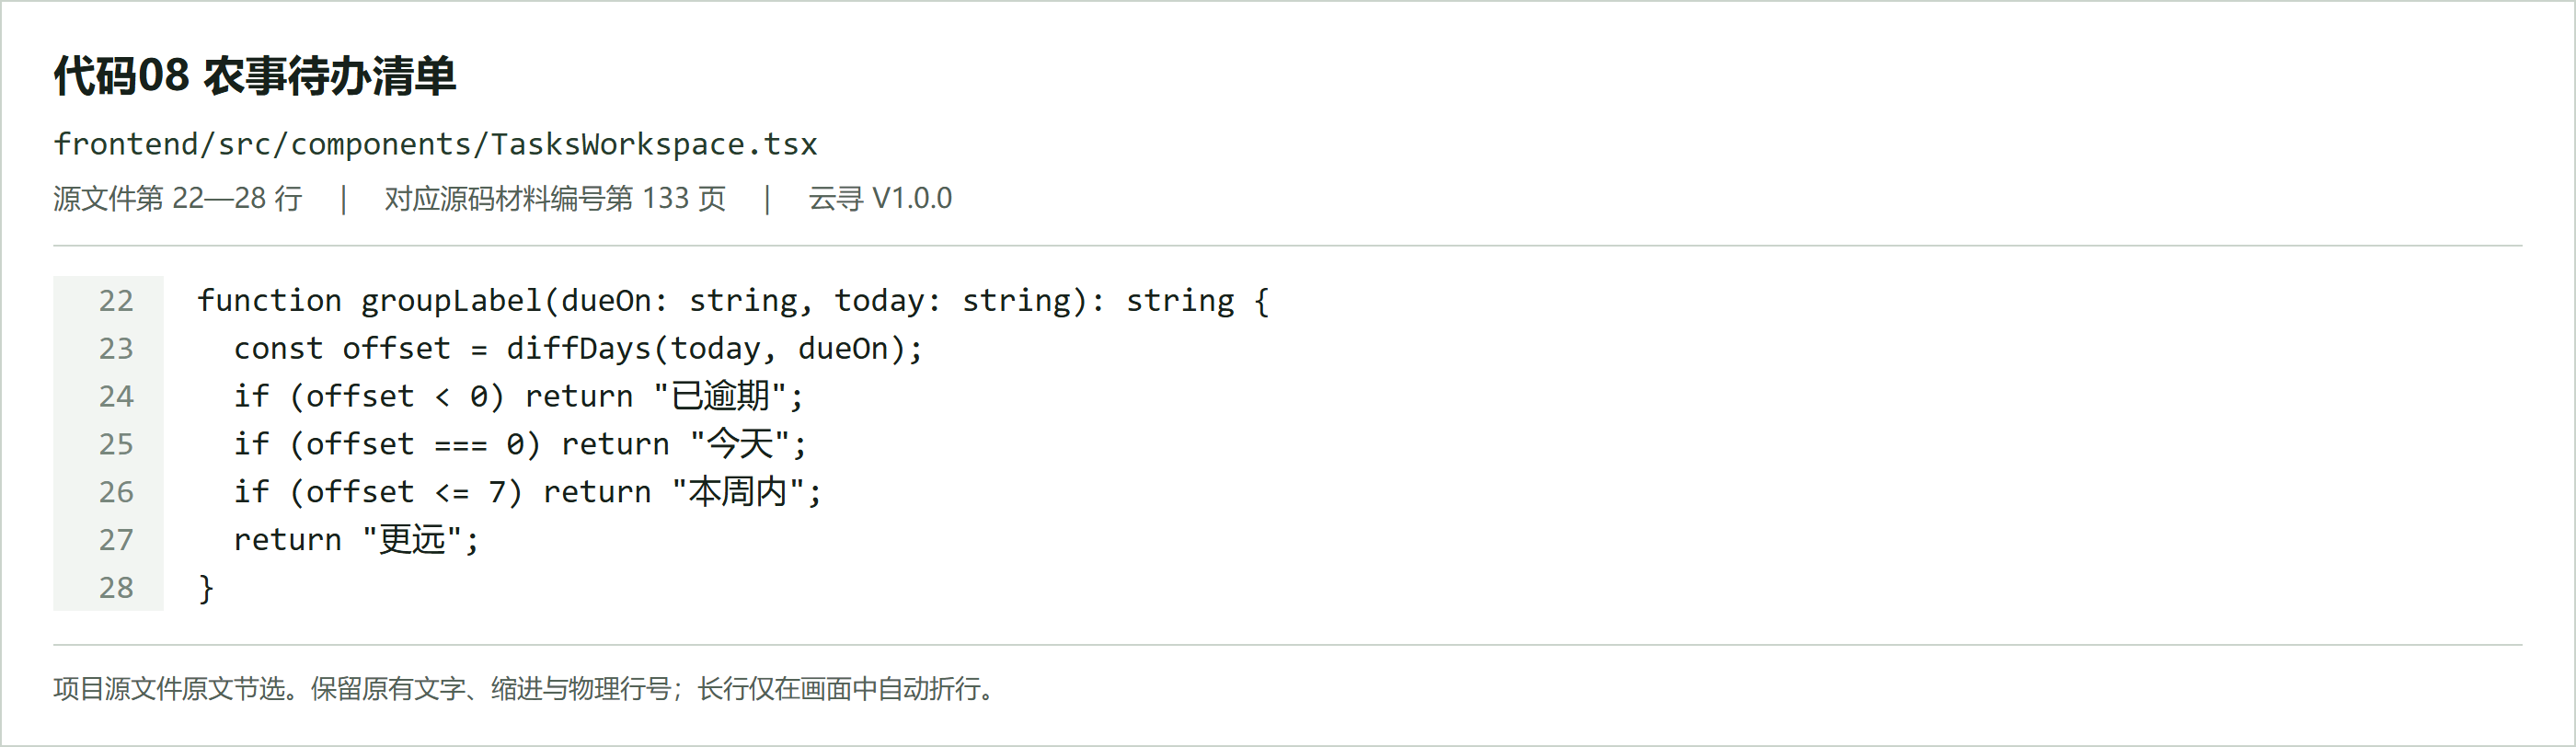 代码08 农事待办清单
frontend/src/components/TasksWorkspace.tsx
源文件第 22—28 行 | 对应源码材料编号第 133 页 | 云寻 V1.0.0
22 function groupLabel(dueOn: string, today: string): string {
23   const offset = diffDays(today, dueOn);
24   if (offset < 0) return "已逾期";
25   if (offset === 0) return "今天";
26   if (offset <= 7) return "本周内";
27   return "更远";
28 }
项目源文件原文节选。保留原有文字、缩进与物理行号；长行仅在画面中自动折行。